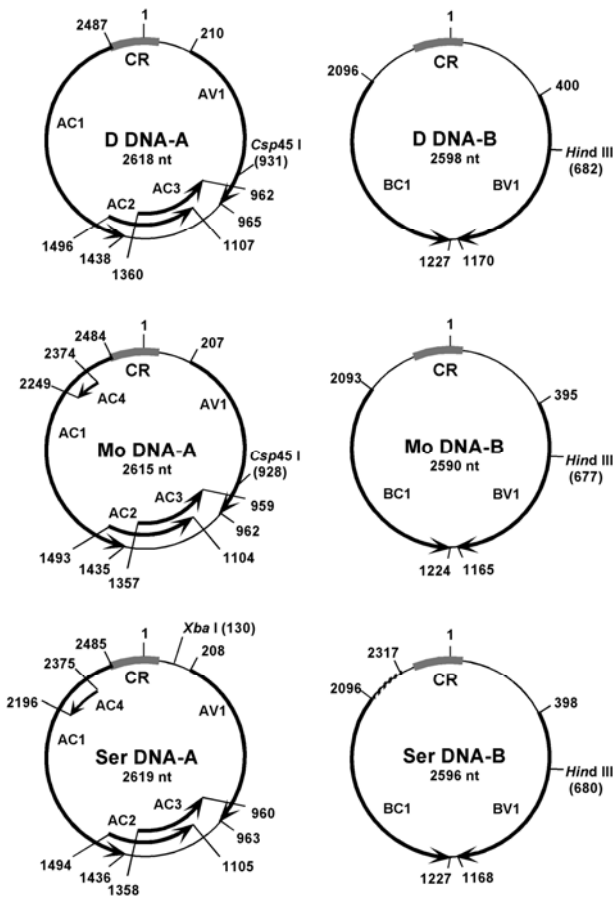 1
2487
210
CR
AV1
AC1
D DNA-A
2618 nt
Csp45 I
(931)
AC3
AC2
962
965
1107
1496
1438
1360
1
2096
CR
400
D DNA-B
2598 nt
Hind III
(682)
BC1
BV1
1227
1170
1
2484
2374
207
2249
CR
AC4
AV1
AC1
Mo DNA-A
2615 nt
Csp45 I
(928)
AC3
AC2
959
962
1104
1493
1435
1357
1
2093
CR
395
Mo DNA-B
2590 nt
Hind III
(677)
BC1
BV1
1224
1165
Xba I (130)
1
2485
2375
208
2196
CR
AC4
AV1
AC1
Ser DNA-A
2619 nt
AC3
AC2
960
963
1105
1494
1436
1358
1
2317
2096
CR
398
Ser DNA-B
2596 nt
Hind III
(680)
BC1
BV1
1227
1168